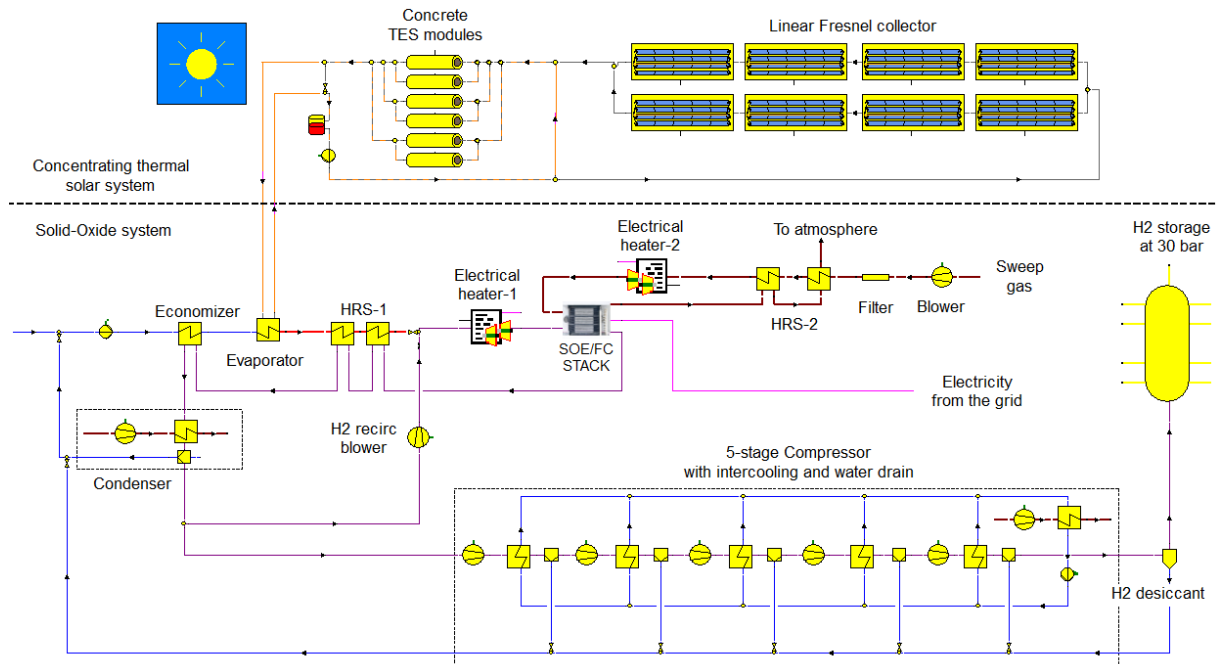 Concrete
TES modules
Linear Fresnel collector
Concentrating thermal
solar system
Solid-Oxide system
Electrical
heater-2
To atmosphere
H2 storage
at 30 bar
Electrical
heater-1
Sweep
gas
Economizer
HRS-1
Filter
Blower
HRS-2
Evaporator
SOE/FC
STACK
Electricity
from the grid
H2 recirc
blower
5-stage Compressor
with intercooling and water drain
Condenser
H2 desiccant